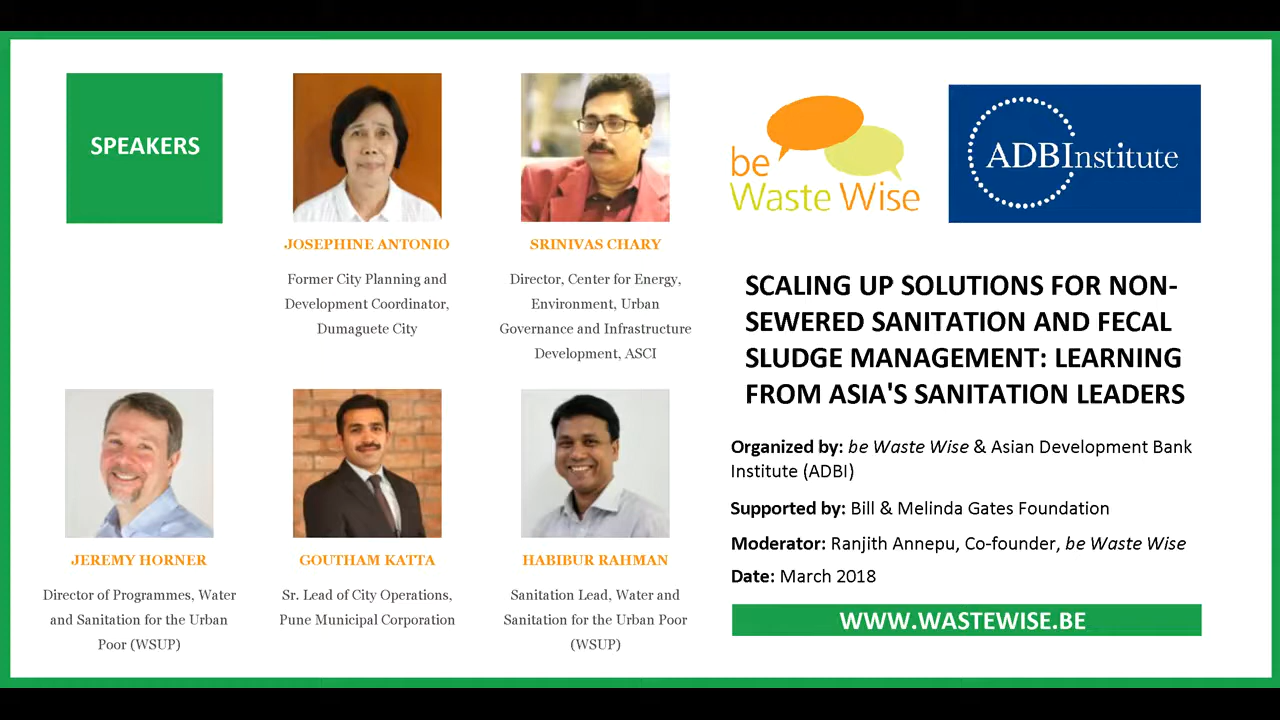 SPEAKERS
JOSEPHINE ANTONIO
Former City Planning and
Development Coordinator,
Dumaguete City
SRINIVAS CHARY
Director, Center for Energy,
Environment, Urban
Governance and Infrastructure
Development, ASCI
JEREMY HORNER
Director of Programmes, Water
and Sanitation for the Urban
Poor (WSUP)
GOUTHAM KATTA
Sr. Lead of City Operations,
Pune Municipal Corporation
HABIBUR RAHMAN
Sanitation Lead, Water and
Sanitation for the Urban Poor
(WSUP)
be
Waste Wise
ADBInstitute
SCALING UP SOLUTIONS FOR NON-
SEWERED SANITATION AND FECAL
SLUDGE MANAGEMENT: LEARNING
FROM ASIA'S SANITATION LEADERS
Organized by: be Waste Wise & Asian Development Bank
Institute (ADBI)
Supported by: Bill & Melinda Gates Foundation
Moderator: Ranjith Annepu, Co-founder, be Waste Wise
Date: March 2018
WWW.WASTEWISE.BE